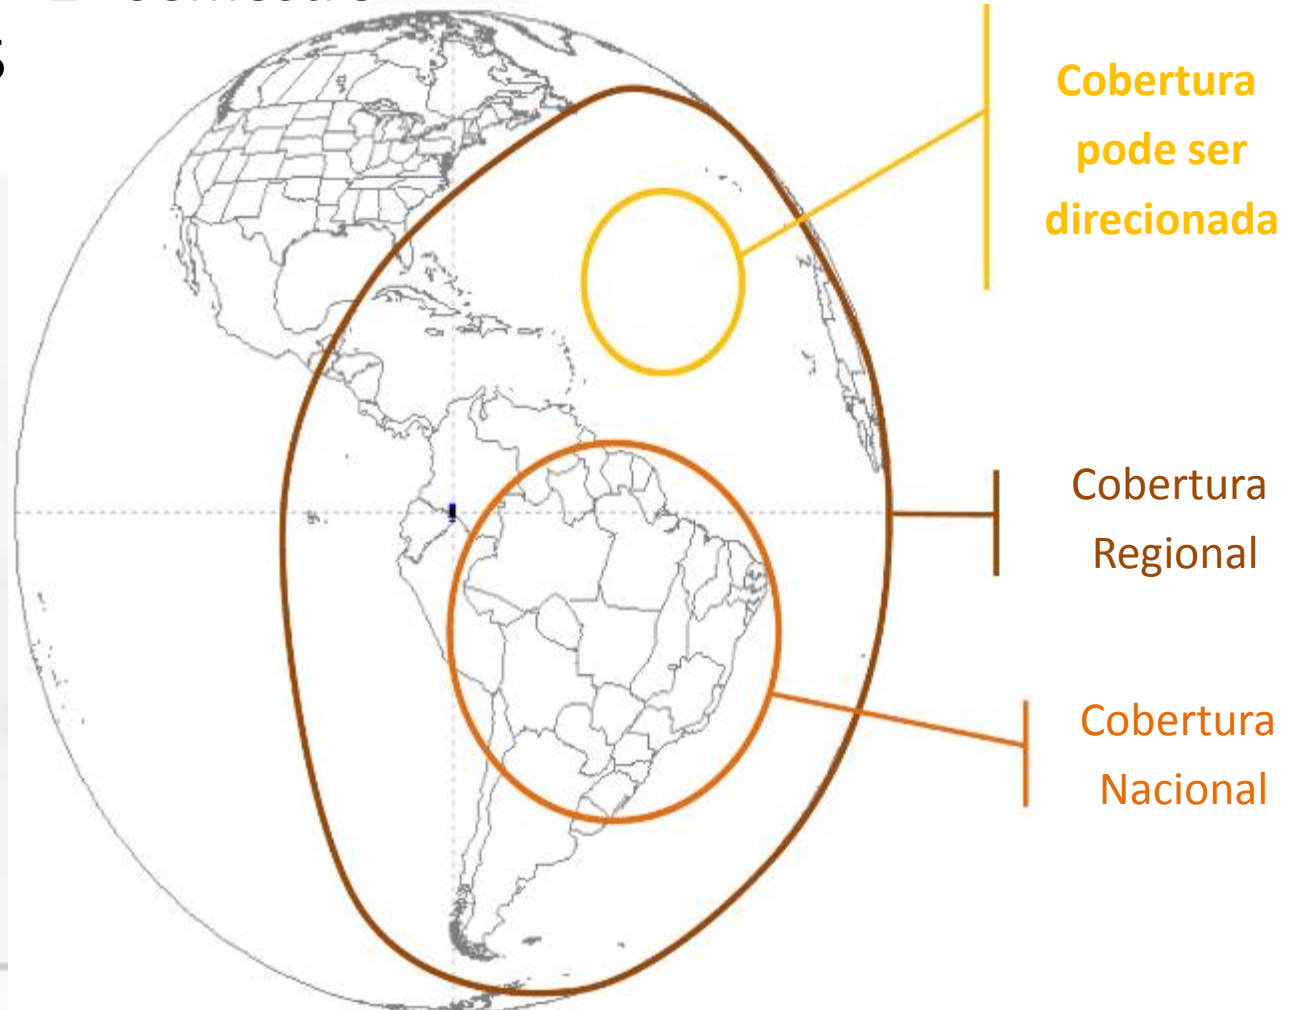 Cobertura
pode ser
direcionada
Cobertura
Regional
Cobertura
Nacional